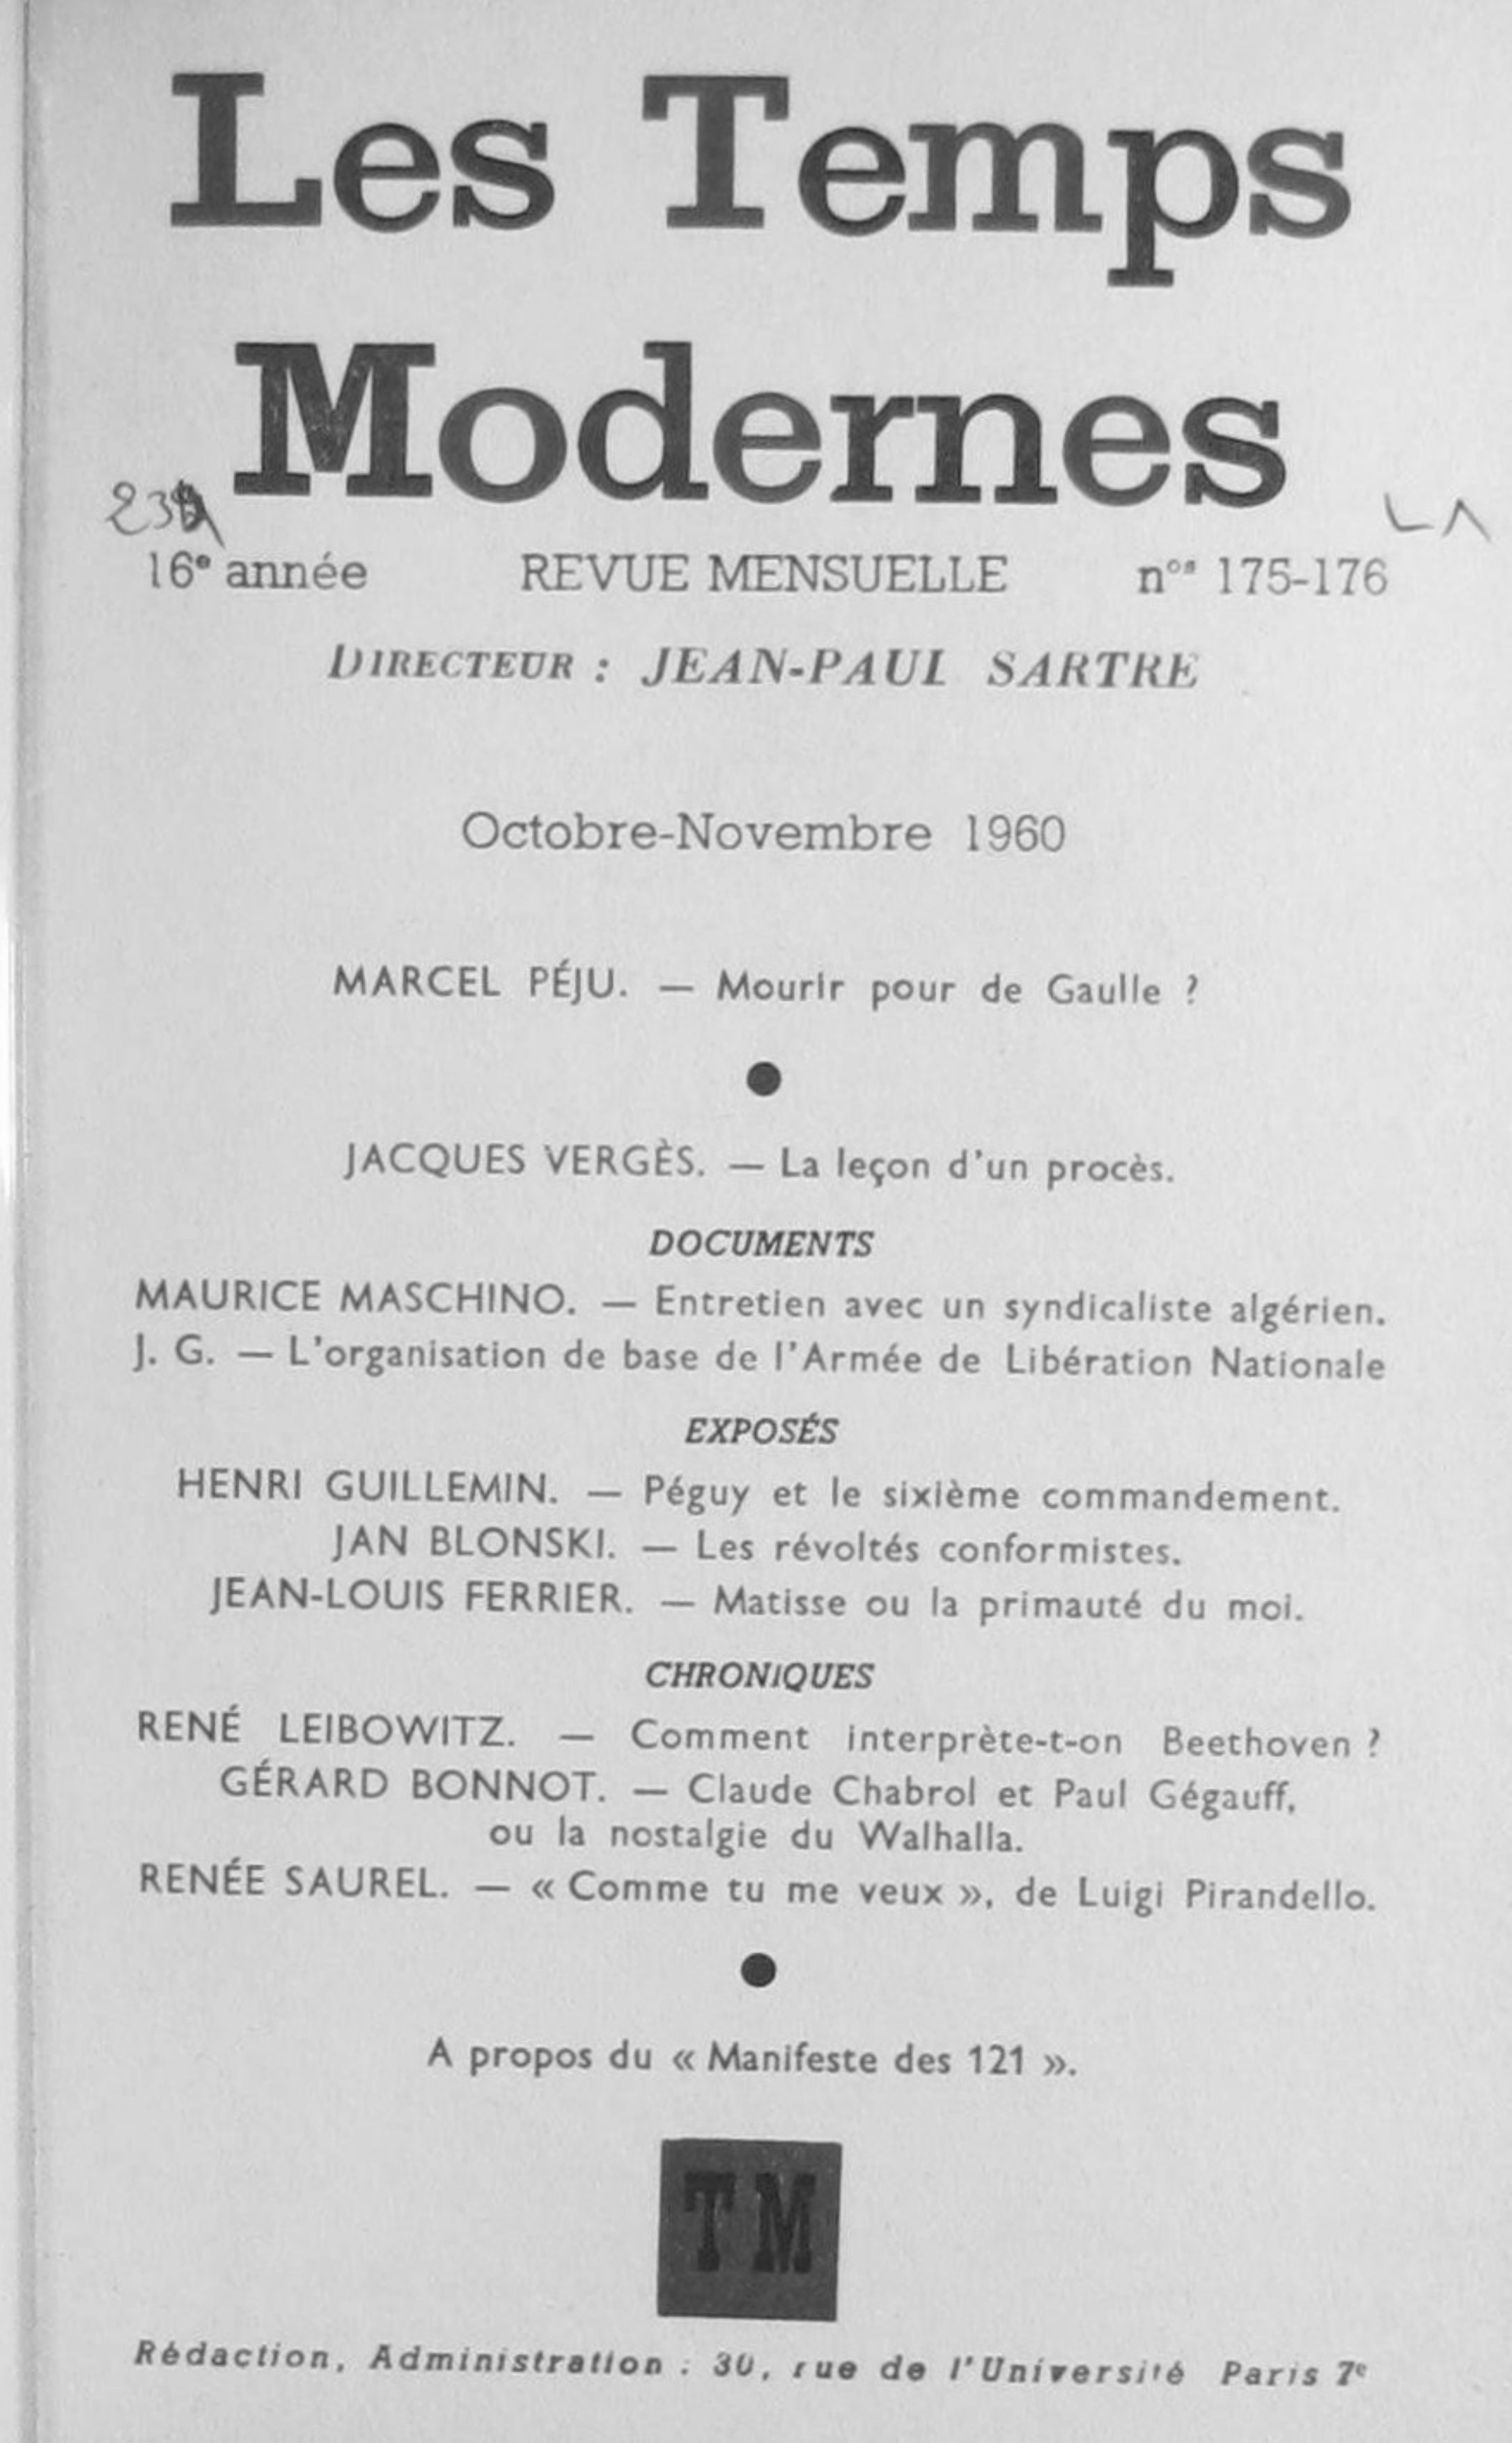 Les Temps
Modernes
16e année REVUE MENSUELLE nos 175-176
DIRECTEUR : JEAN-PAUL SARTRE
Octobre-Novembre 1960
MARCEL PÉJU. — Mourir pour de Gaulle ?
●
JACQUES VERGÈS. — La leçon d'un procès.
DOCUMENTS
MAURICE MASCHINO. — Entretien avec un syndicaliste algérien.
J. G. — L'organisation de base de l'Armée de Libération Nationale
EXPOSÉS
HENRI GUILLEMIN. — Péguy et le sixième commandement.
JAN BLONSKI. — Les révoltés conformistes.
JEAN-LOUIS FERRIER. — Matisse ou la primauté du moi.
CHRONIQUES
RENÉ LEIBOWITZ. — Comment interprète-t-on Beethoven ?
GÉRARD BONNOT. — Claude Chabrol et Paul Gégauff,
ou la nostalgie du Walhalla.
RENÉE SAUREL. — « Comme tu me veux », de Luigi Pirandello.
●
A propos du « Manifeste des 121 ».
TM
Rédaction, Administration : 30, rue de l'Université Paris 7e